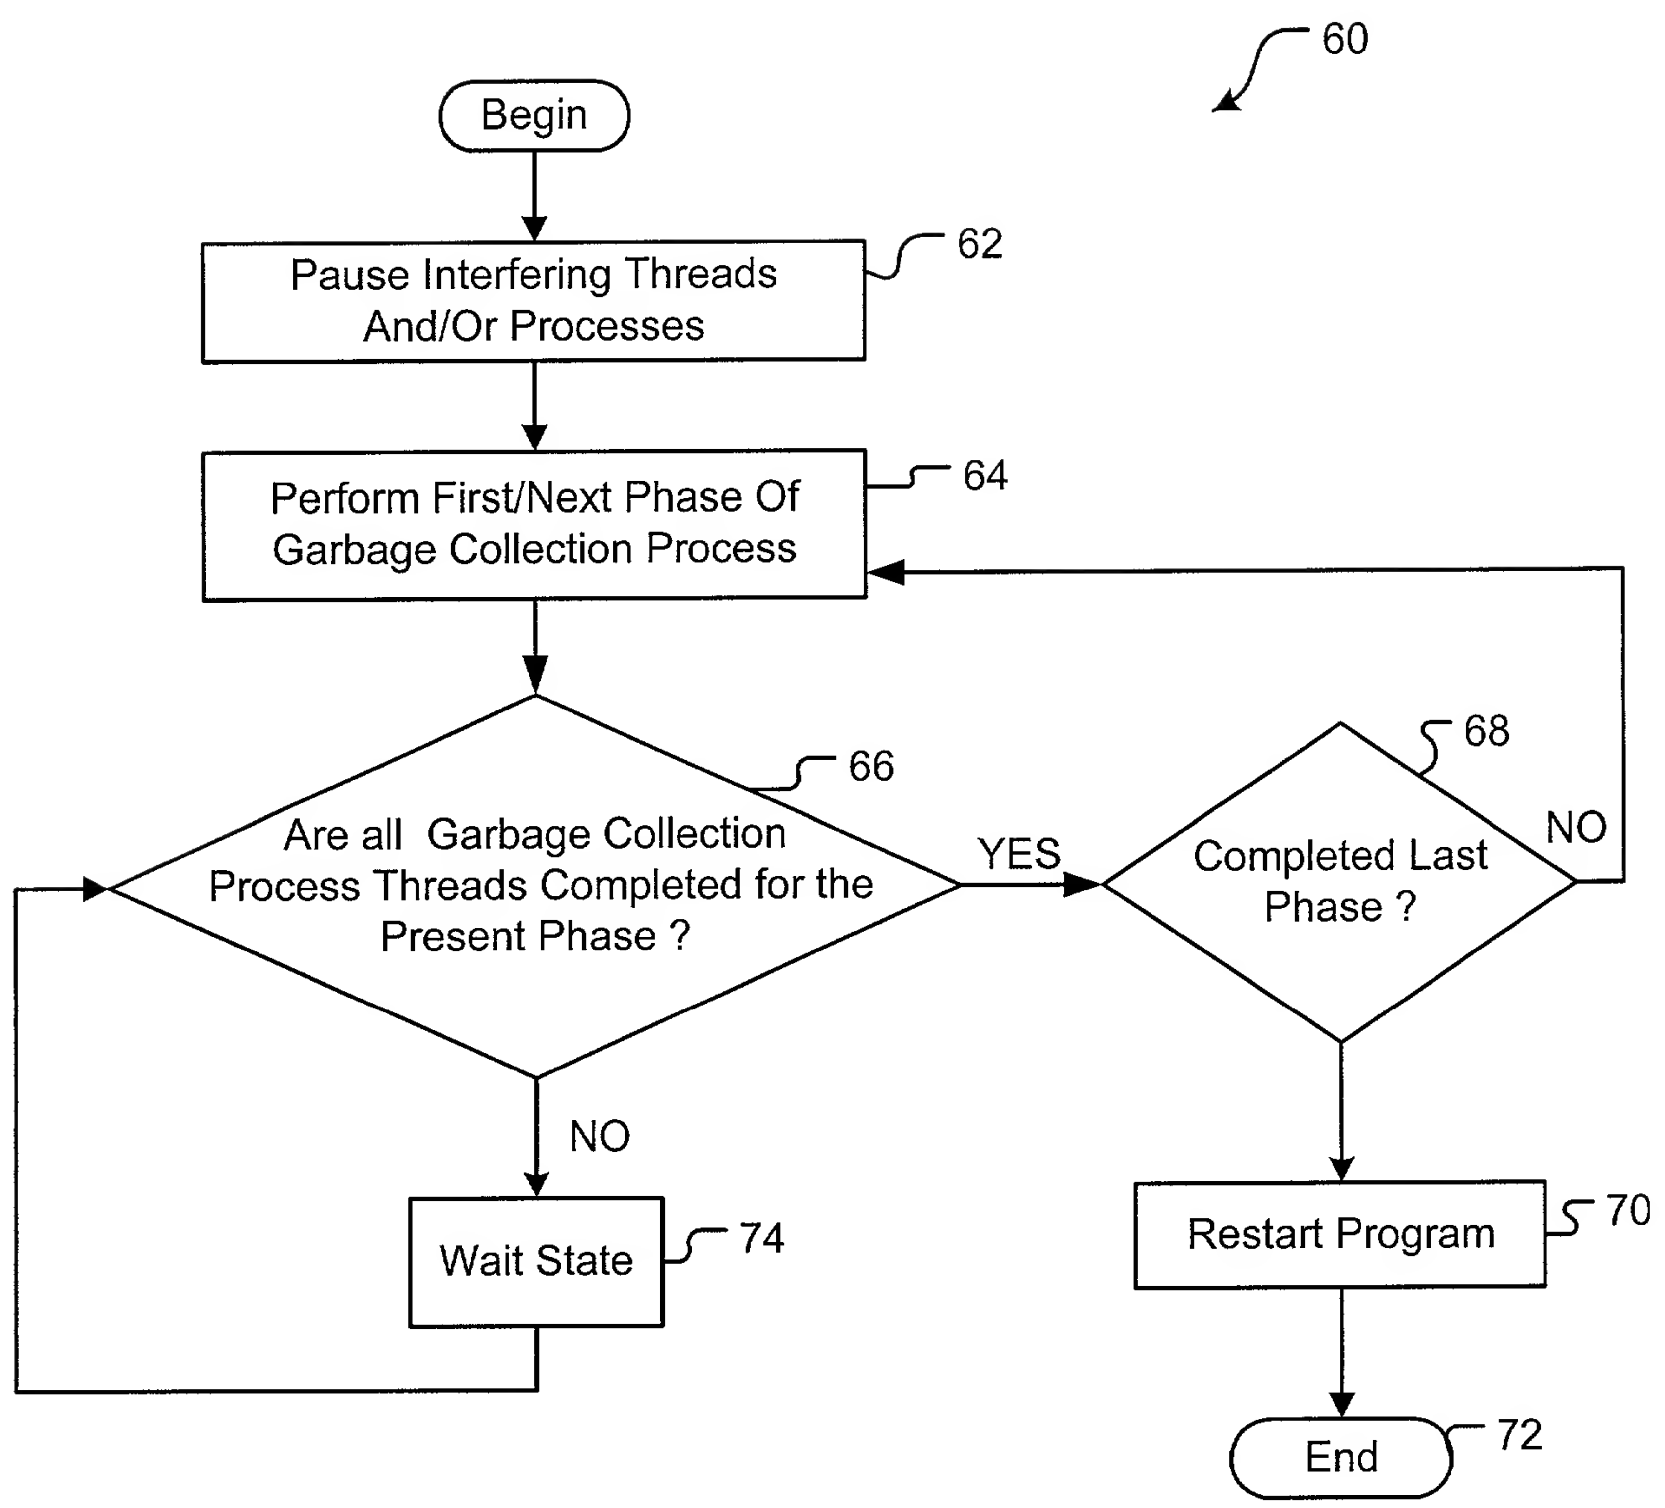 60
Begin
62
Pause Interfering Threads
And/Or Processes
64
Perform First/Next Phase Of
Garbage Collection Process
66
Are all Garbage Collection
Process Threads Completed for the
Present Phase ?
YES
68
Completed Last
Phase ?
NO
NO
Wait State
74
Restart Program
70
End
72